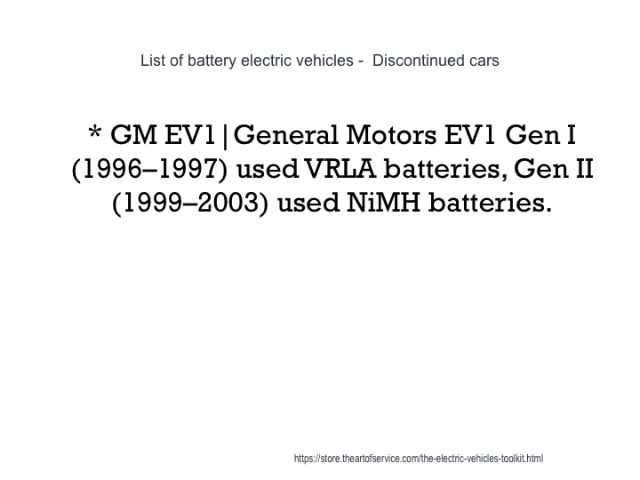 List of battery electric vehicles -  Discontinued cars
* GM EV1|General Motors EV1 Gen I
(1996–1997) used VRLA batteries, Gen II
(1999–2003) used NiMH batteries.
https://store.theartofservice.com/the-electric-vehicles-toolkit.html